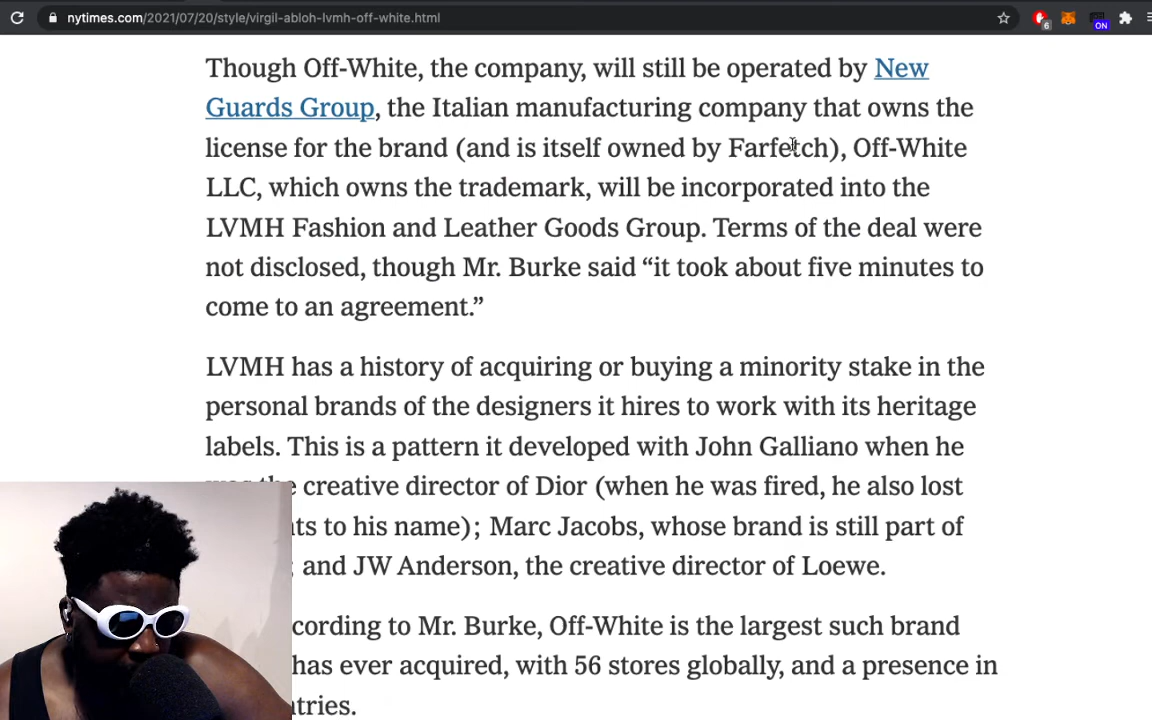 nytimes.com/2021/07/20/style/virgil-abloh-lvmh-off-white.html
6
ON
Though Off-White, the company, will still be operated by New
Guards Group, the Italian manufacturing company that owns the
license for the brand (and is itself owned by Farfetch), Off-White
LLC, which owns the trademark, will be incorporated into the
LVMH Fashion and Leather Goods Group. Terms of the deal were
not disclosed, though Mr. Burke said “it took about five minutes to
come to an agreement.”
LVMH has a history of acquiring or buying a minority stake in the
personal brands of the designers it hires to work with its heritage
labels. This is a pattern it developed with John Galliano when he
creative director of Dior (when he was fired, he also lost
to his name); Marc Jacobs, whose brand is still part of
and JW Anderson, the creative director of Loewe.
to Mr. Burke, Off-White is the largest such brand
has ever acquired, with 56 stores globally, and a presence in